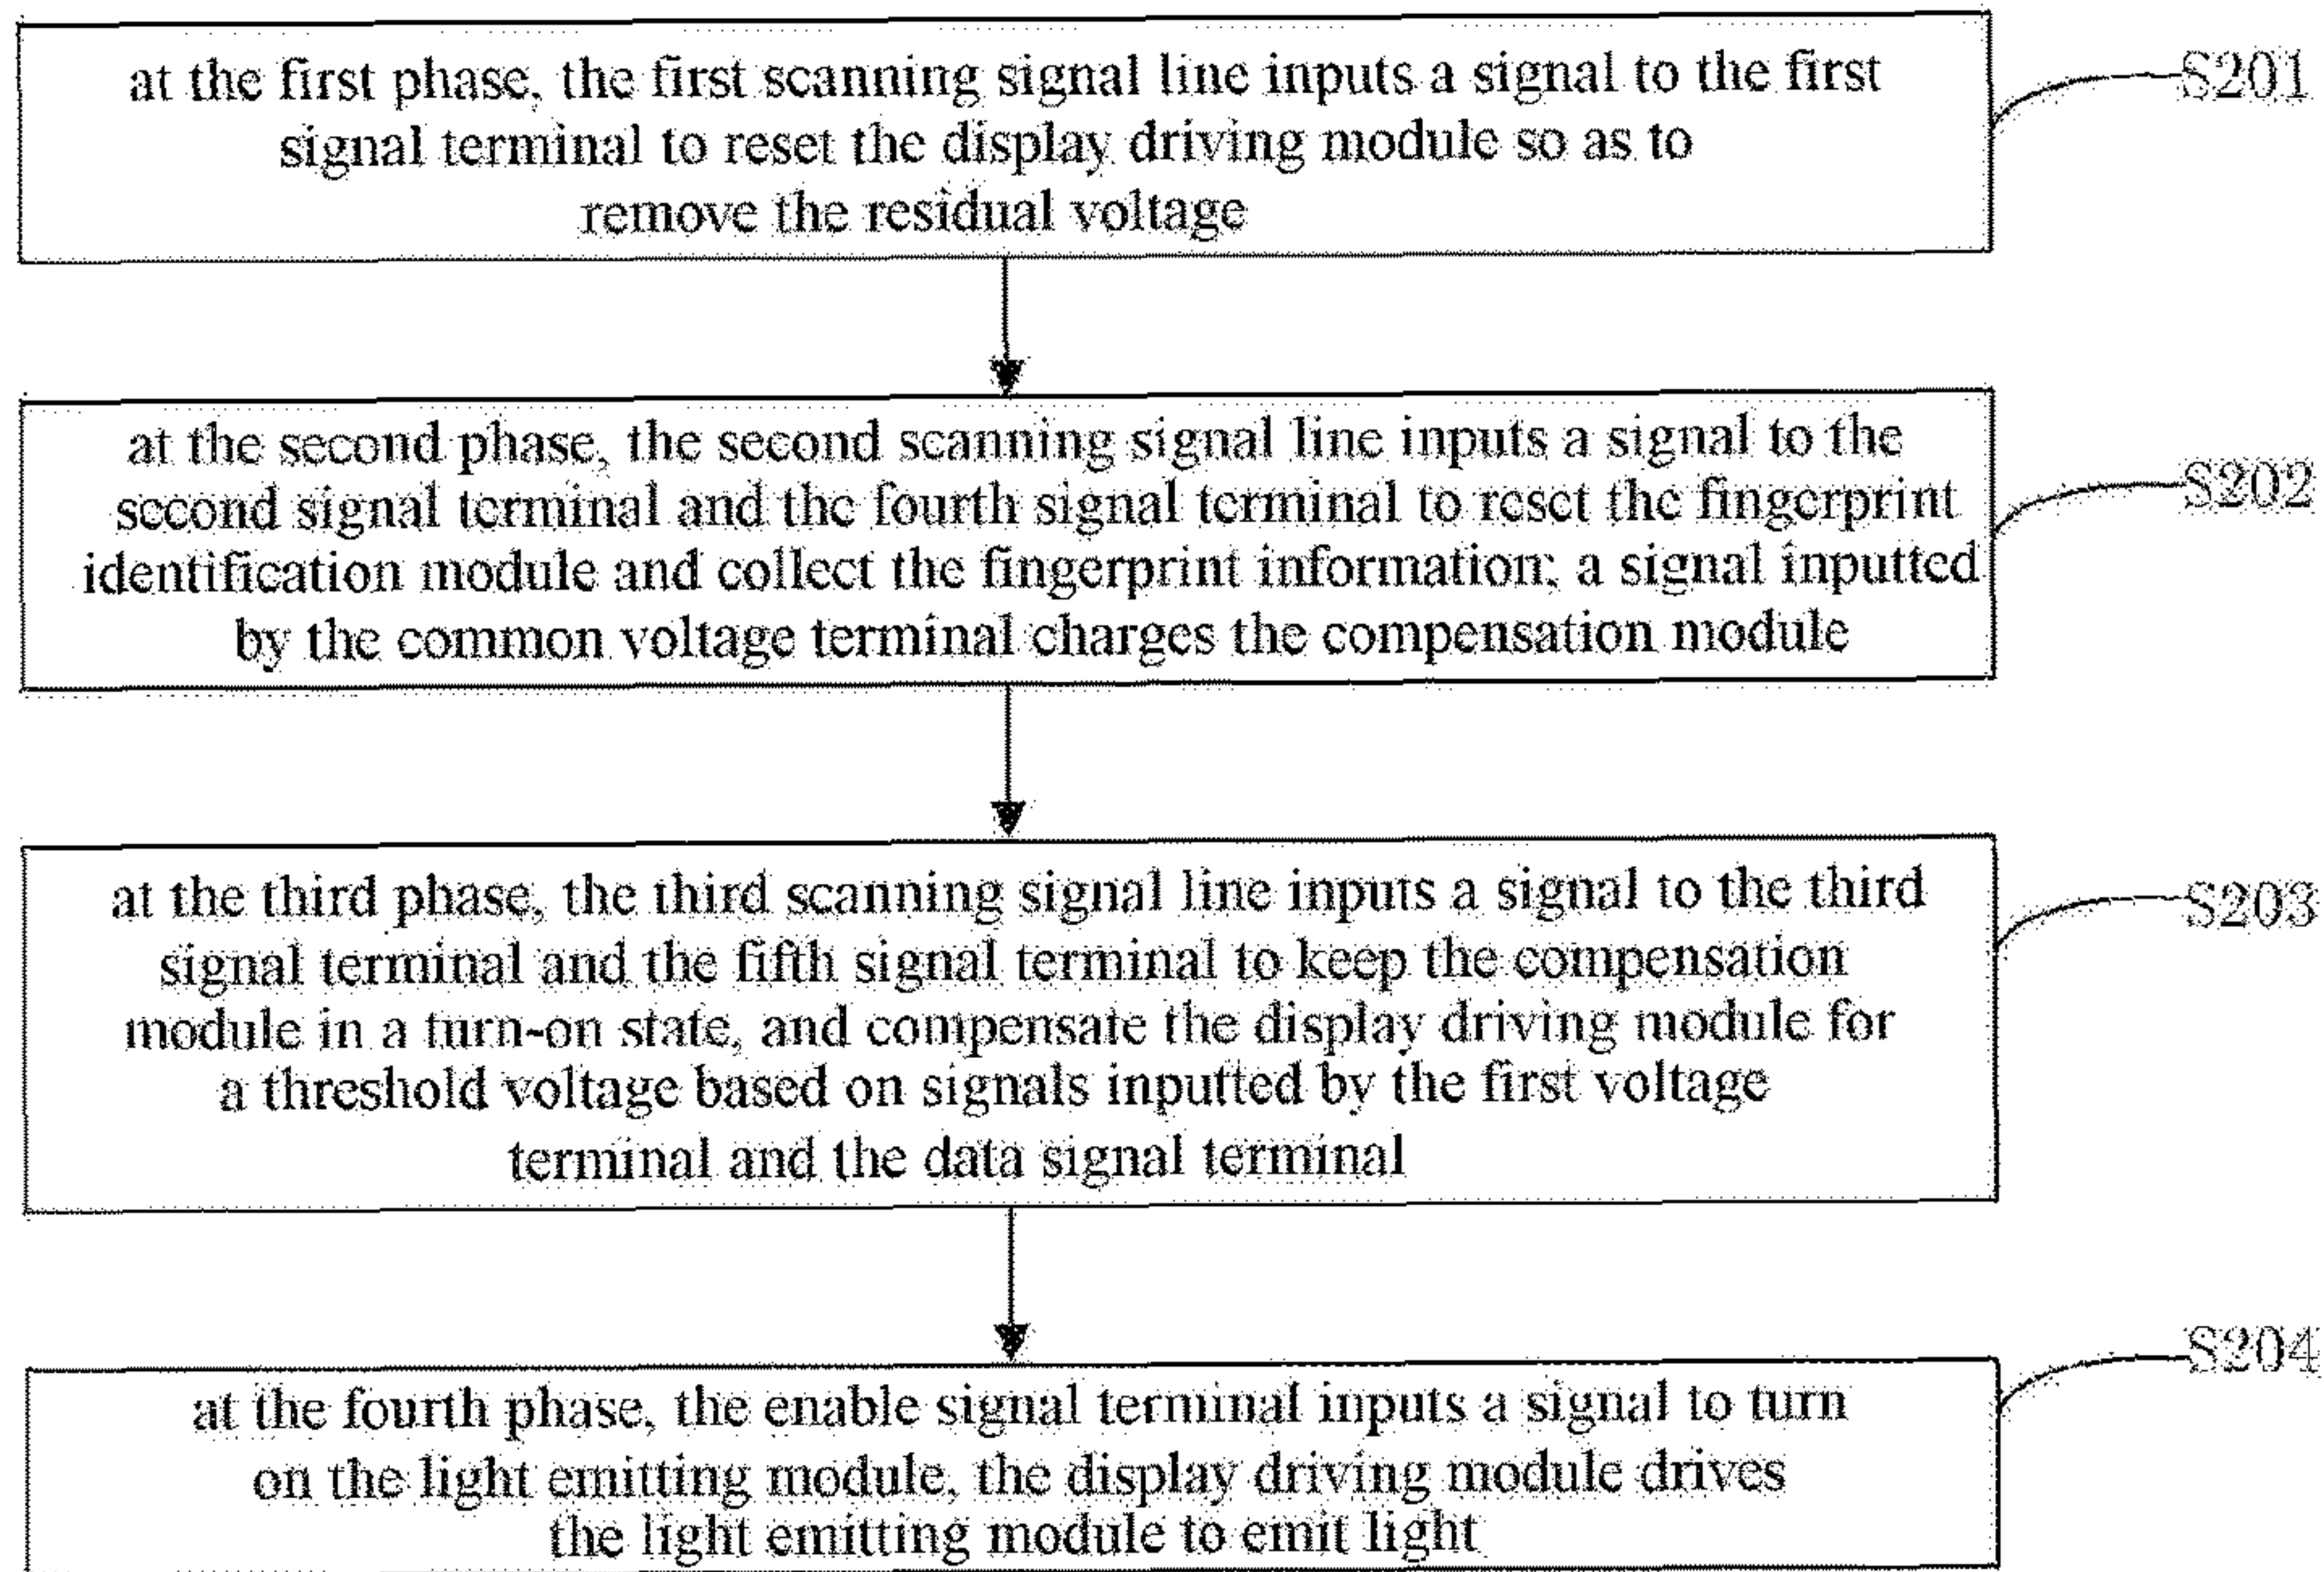 at the first phase, the first scanning signal line inputs a signal to the first
signal terminal to reset the display driving module so as to
remove the residual voltage
S201
at the second phase, the second scanning signal line inputs a signal to the
second signal terminal and the fourth signal terminal to reset the fingerprint
identification module and collect the fingerprint information; a signal inputted
by the common voltage terminal charges the compensation module
S202
at the third phase, the third scanning signal line inputs a signal to the third
signal terminal and the fifth signal terminal to keep the compensation
module in a turn-on state, and compensate the display driving module for
a threshold voltage based on signals inputted by the first voltage
terminal and the data signal terminal
S203
at the fourth phase, the enable signal terminal inputs a signal to turn
on the light emitting module, the display driving module drives
the light emitting module to emit light
S204